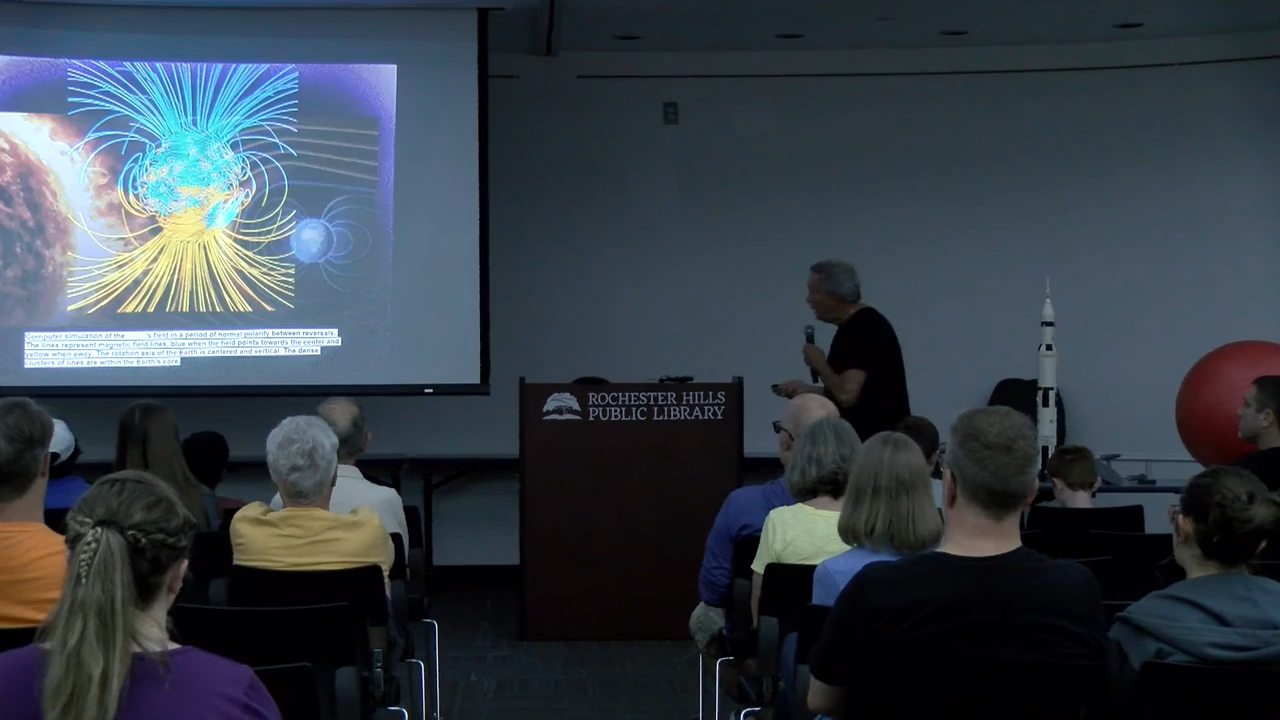 Computer simulation of the 's field in a period of normal polarity between reversals.
The lines represent magnetic field lines, blue when the field points towards the center and
yellow when away. The rotation axis of the Earth is centered and vertical. The dense
clusters of lines are within the Earth's core.
ROCHESTER HILLS
PUBLIC LIBRARY